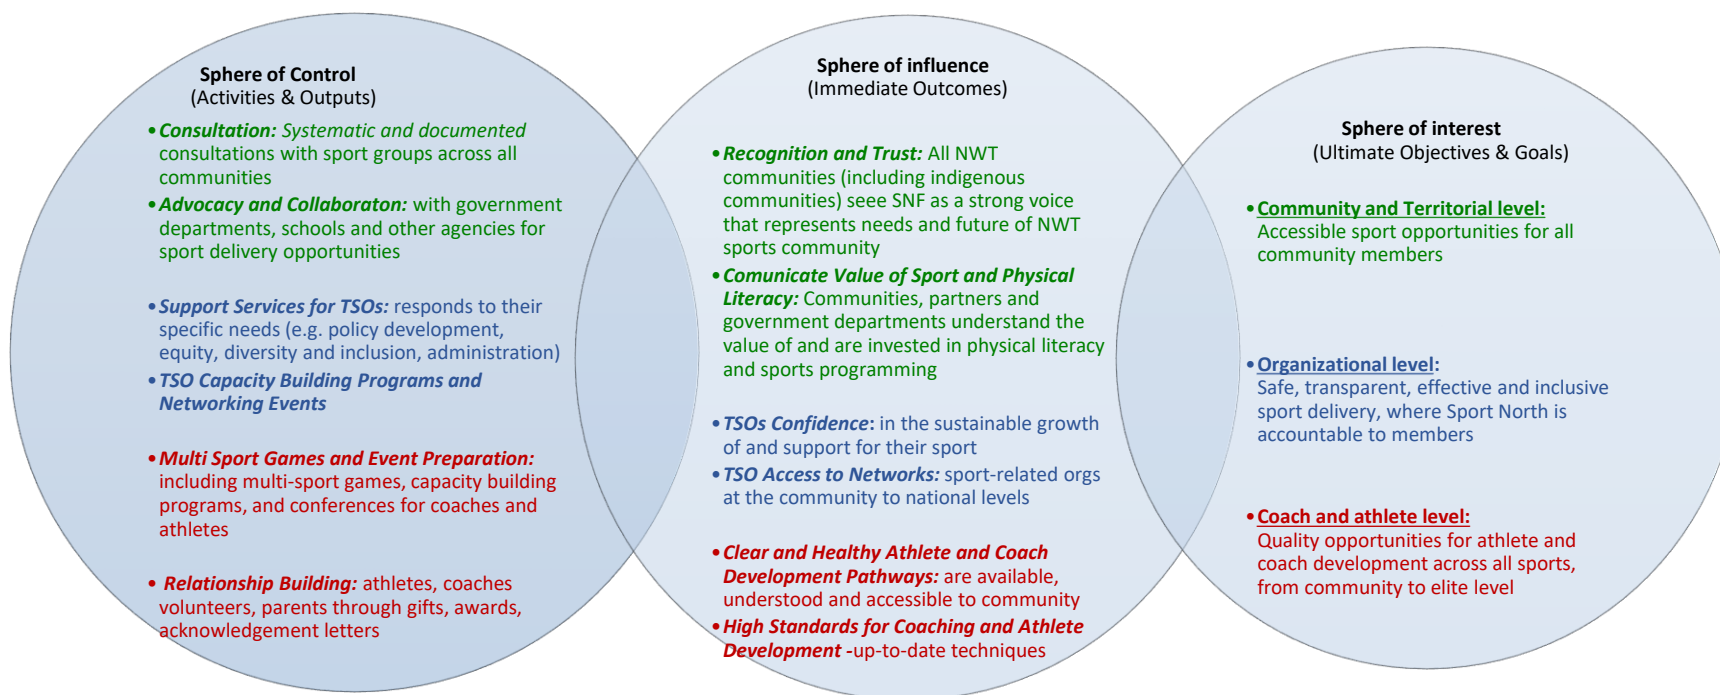 Sphere of Control
(Activities & Outputs)
•Consultation: Systematic and documented
consultations with sport groups across all
communities
•Advocacy and Collaboraton: with government
departments, schools and other agencies for
sport delivery opportunities
•Support Services for TSOs: responds to their
specific needs (e.g. policy development,
equity, diversity and inclusion, administration)
•TSO Capacity Building Programs and
Networking Events
•Multi Sport Games and Event Preparation:
including multi-sport games, capacity building
programs, and conferences for coaches and
athletes
• Relationship Building: athletes, coaches
volunteers, parents through gifts, awards,
acknowledgement letters
Sphere of influence
(Immediate Outcomes)
•Recognition and Trust: All NWT
communities (including indigenous
communities) seee SNF as a strong voice
that represents needs and future of NWT
sports community
•Comunicate Value of Sport and Physical
Literacy: Communities, partners and
government departments understand the
value of and are invested in physical literacy
and sports programming
•TSOs Confidence: in the sustainable growth
of and support for their sport
•TSO Access to Networks: sport-related orgs
at the community to national levels
•Clear and Healthy Athlete and Coach
Development Pathways: are available,
understood and accessible to community
•High Standards for Coaching and Athlete
Development -up-to-date techniques
Sphere of interest
(Ultimate Objectives & Goals)
•Community and Territorial level:
Accessible sport opportunities for all
community members
•Organizational level:
Safe, transparent, effective and inclusive
sport delivery, where Sport North is
accountable to members
•Coach and athlete level:
Quality opportunities for athlete and
coach development across all sports,
from community to elite level